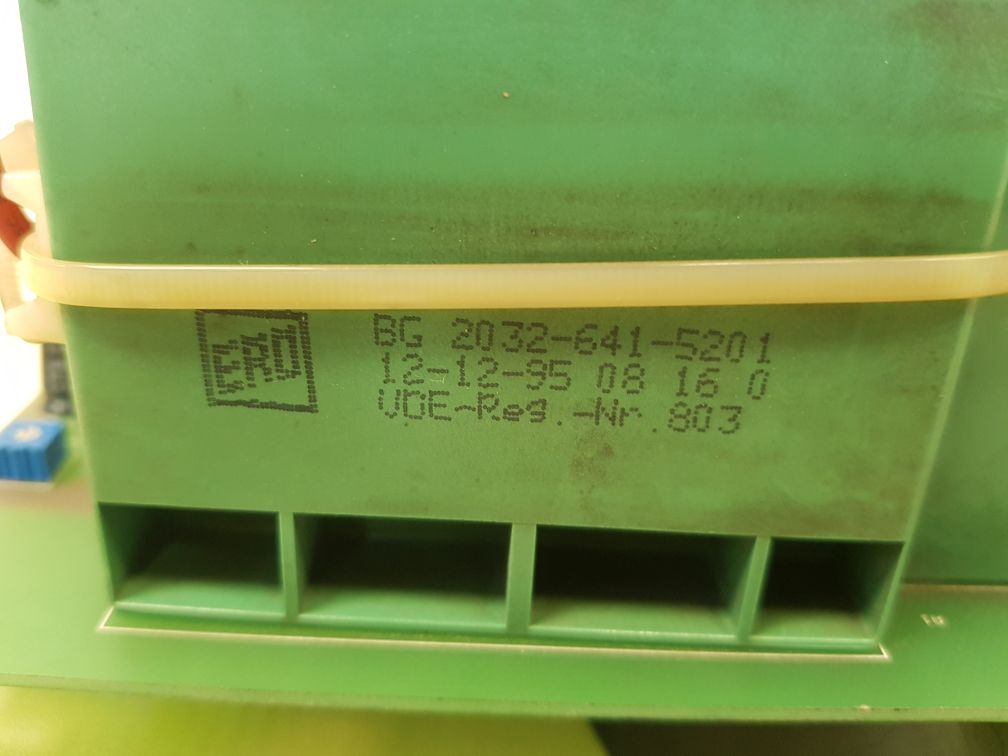 ERO
BG 2032-641-5201
12-12-95 08 16 0
VDE-Reg.-Nr.803